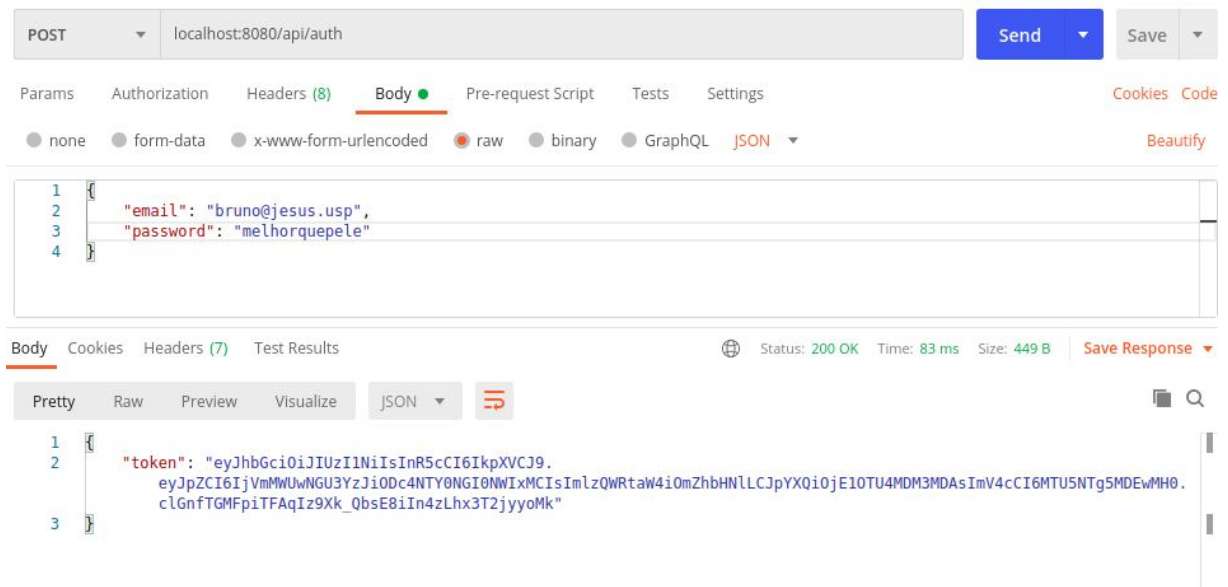 POST localhost:8080/api/auth Send Save
Params Authorization Headers (8) Body Pre-request Script Tests Settings Cookies Code
none form-data x-www-form-urlencoded raw binary GraphQL JSON Beautify
1 {
2 "email": "bruno@jesus.usp",
3 "password": "melhorquepele"
4 }
Body Cookies Headers (7) Test Results Status: 200 OK Time: 83 ms Size: 449 B Save Response
Pretty Raw Preview Visualize JSON
1 {
2 "token": "eyJhbGciOiJIUzI1NiIsInR5cCI6IkpXVCJ9.
eyJpZCI6IjVmMWUwNGU3YzJiODc4NTY0NGI0NWIxMCIsImlzQWRtaW4iOmZhbHNlLCJpYXQiOjE1OTU4MDM3MDAsImV4cCI6MTU5NTg5MDEwMH0.
clGnfTGMFpiTFAqIz9Xk_QbsE8iIn4zLhx3T2jyyoMk"
3 }